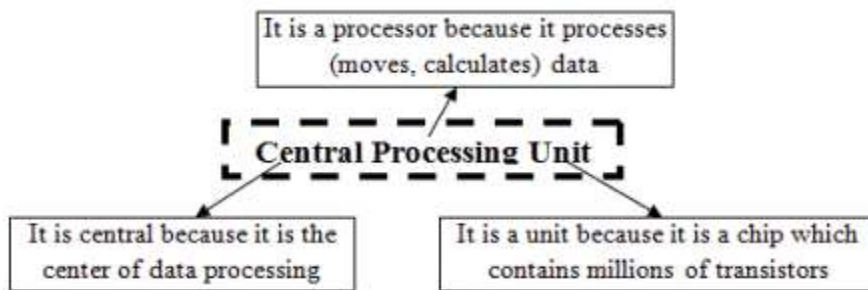 It is a processor because it processes
(moves, calculates) data
Central Processing Unit
It is central because it is the
center of data processing
It is a unit because it is a chip which
contains millions of transistors